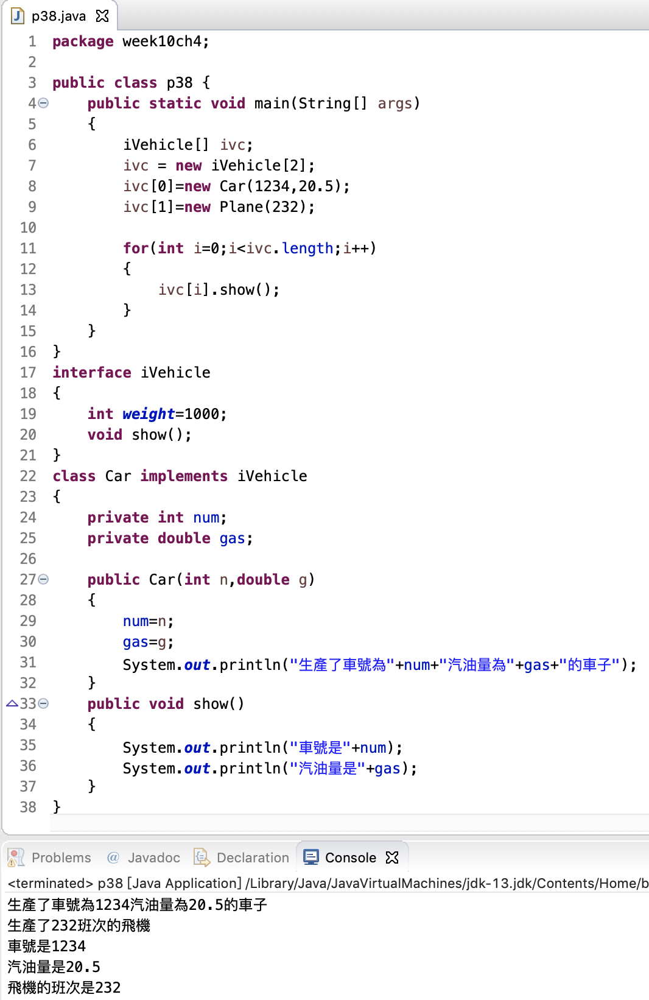 p38.java
1 package week10ch4;
2
3 public class p38 {
4     public static void main(String[] args)
5     {
6         iVehicle[] ivc;
7         ivc = new iVehicle[2];
8         ivc[0]=new Car(1234,20.5);
9         ivc[1]=new Plane(232);
10
11         for(int i=0;i<ivc.length;i++)
12         {
13             ivc[i].show();
14         }
15     }
16 }
17 interface iVehicle
18 {
19     int weight=1000;
20     void show();
21 }
22 class Car implements iVehicle
23 {
24     private int num;
25     private double gas;
26
27     public Car(int n,double g)
28     {
29         num=n;
30         gas=g;
31         System.out.println("生產了車號為"+num+"汽油量為"+gas+"的車子");
32     }
33     public void show()
34     {
35         System.out.println("車號是"+num);
36         System.out.println("汽油量是"+gas);
37     }
38 }
Problems @ Javadoc Declaration Console
<terminated> p38 [Java Application] /Library/Java/JavaVirtualMachines/jdk-13.jdk/Contents/Home/b
生產了車號為1234汽油量為20.5的車子
生產了232班次的飛機
車號是1234
汽油量是20.5
飛機的班次是232